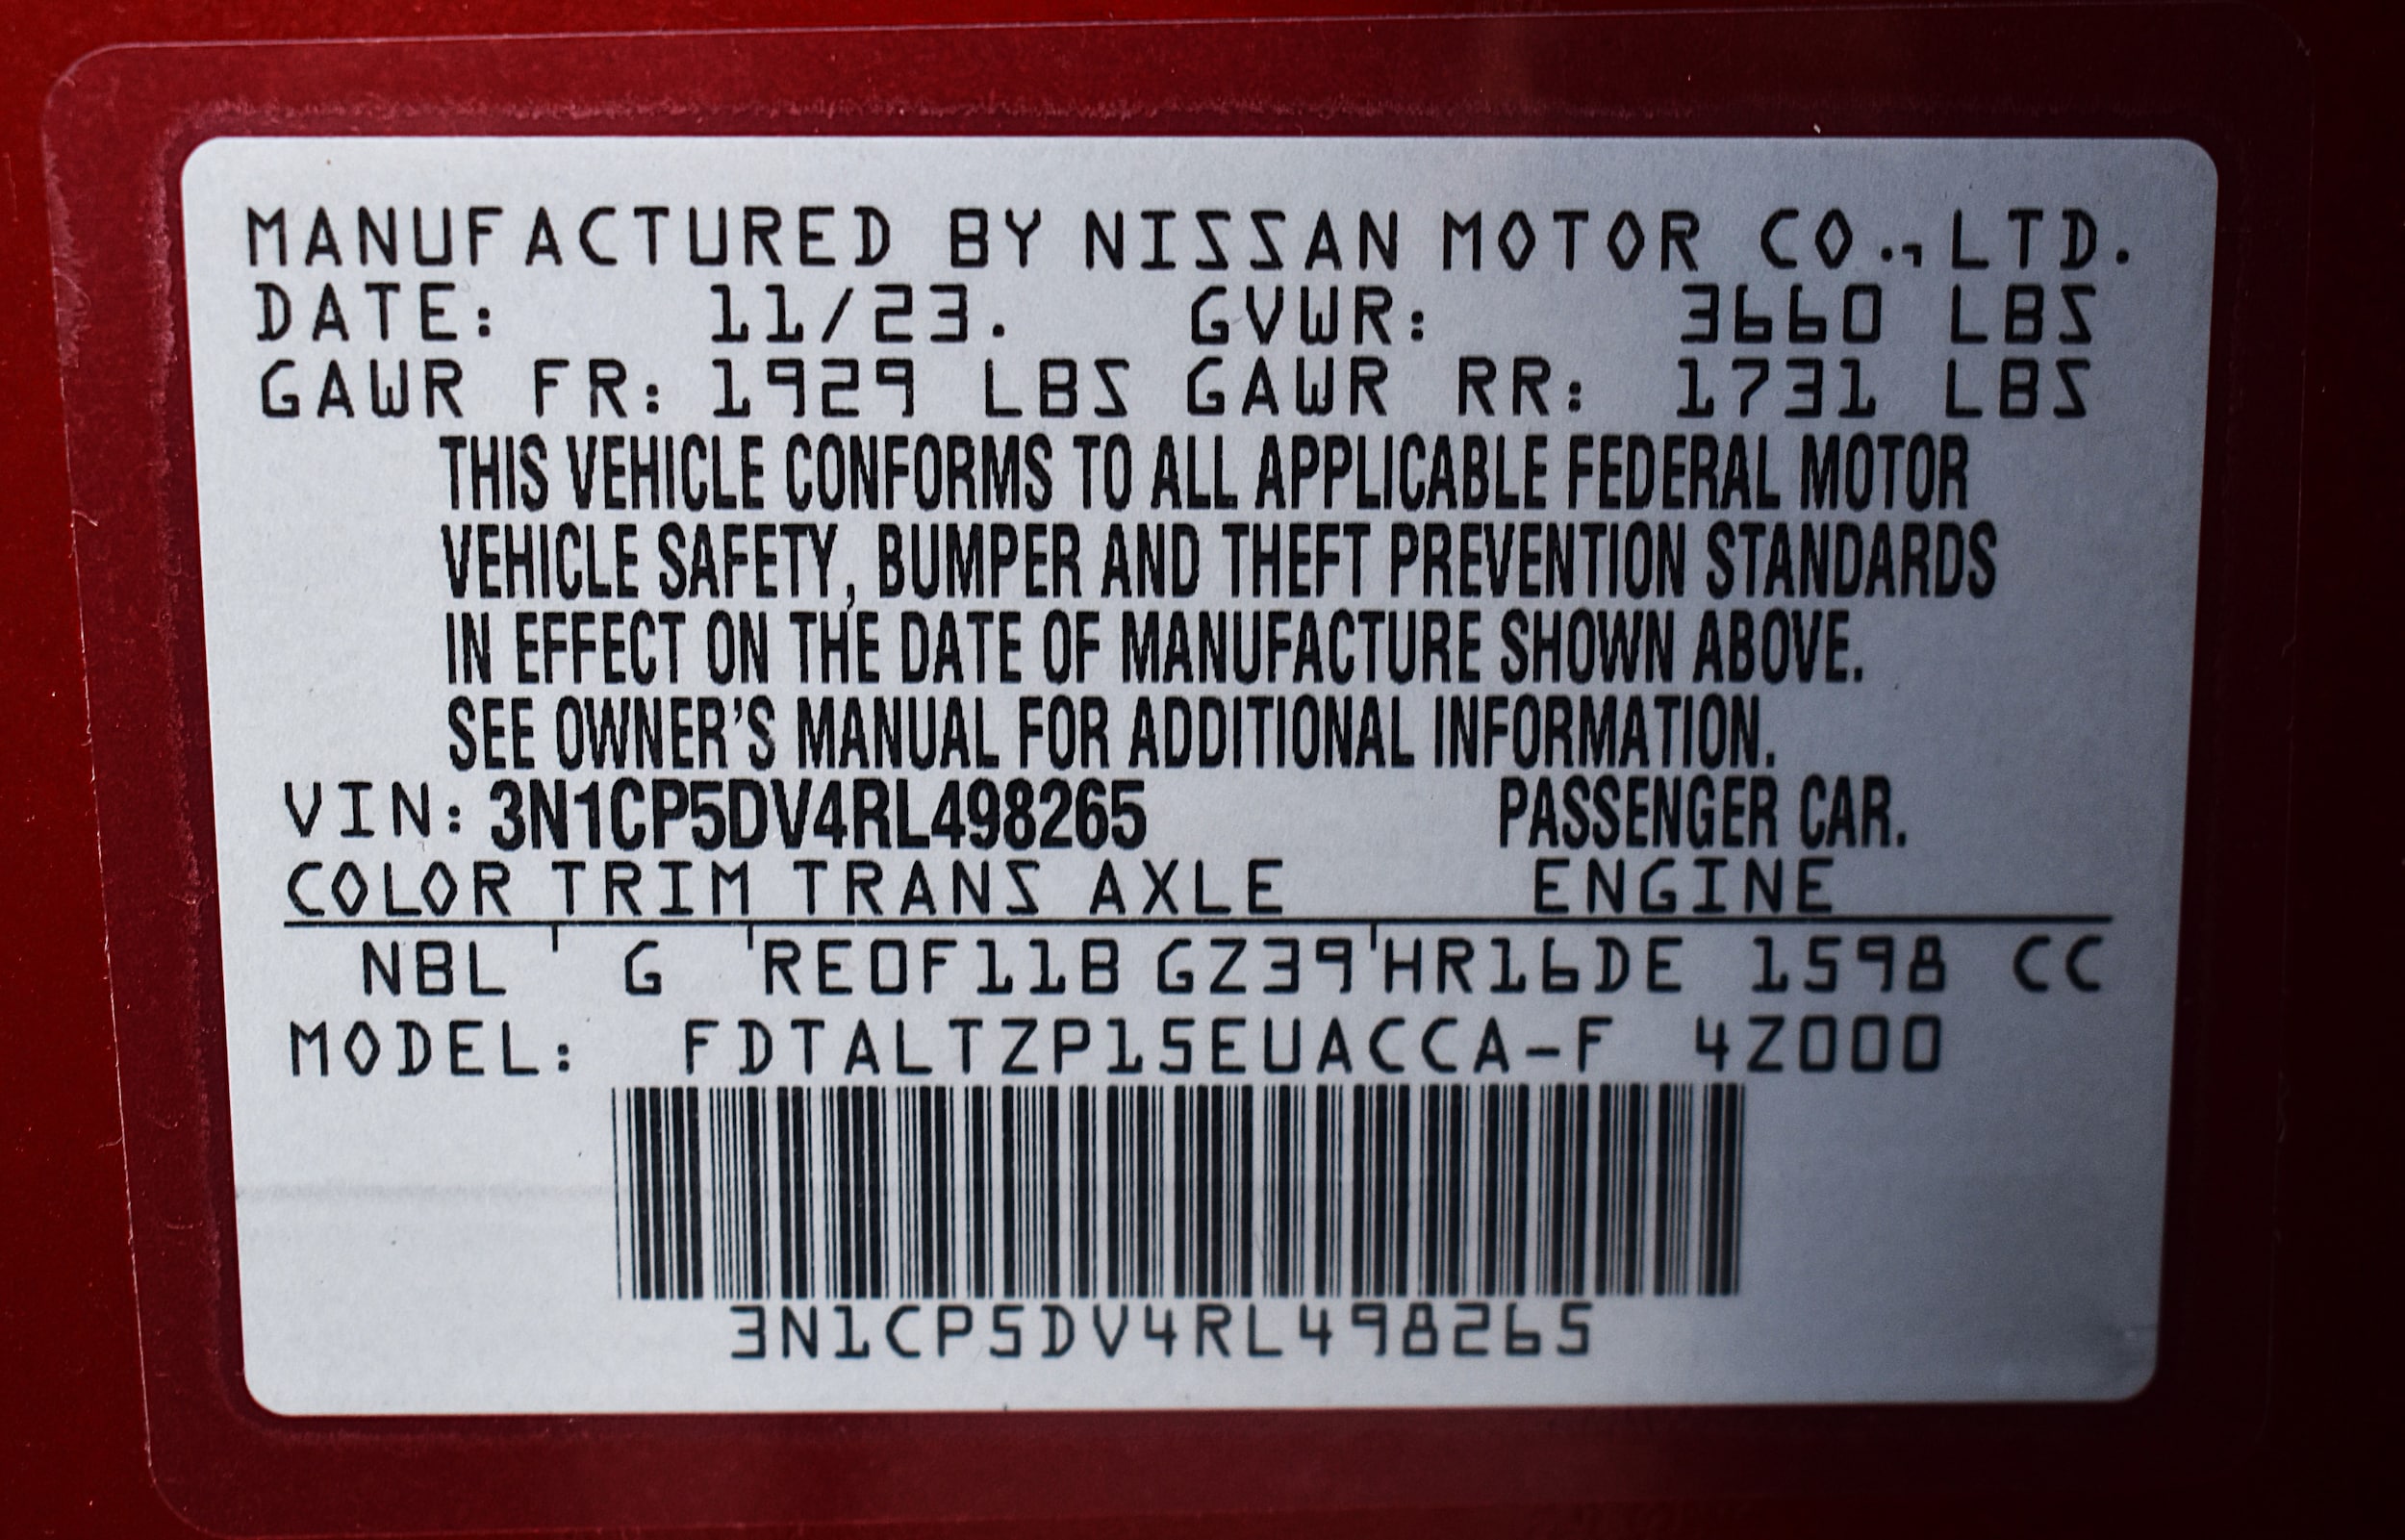 MANUFACTURED BY NISSAN MOTOR CO.,LTD.
DATE: 11/23. GVWR: 3660 LBS
GAWR FR: 1929 LBS GAWR RR: 1731 LBS
THIS VEHICLE CONFORMS TO ALL APPLICABLE FEDERAL MOTOR
VEHICLE SAFETY, BUMPER AND THEFT PREVENTION STANDARDS
IN EFFECT ON THE DATE OF MANUFACTURE SHOWN ABOVE.
SEE OWNER'S MANUAL FOR ADDITIONAL INFORMATION.
VIN: 3N1CP5DV4RL498265 PASSENGER CAR.
COLOR TRIM TRANS AXLE ENGINE
NBL G RE0F11B GZ39 HR16DE 1598 CC
MODEL: FDTALTZP15EUACCA-F 4Z000
3N1CP5DV4RL498265